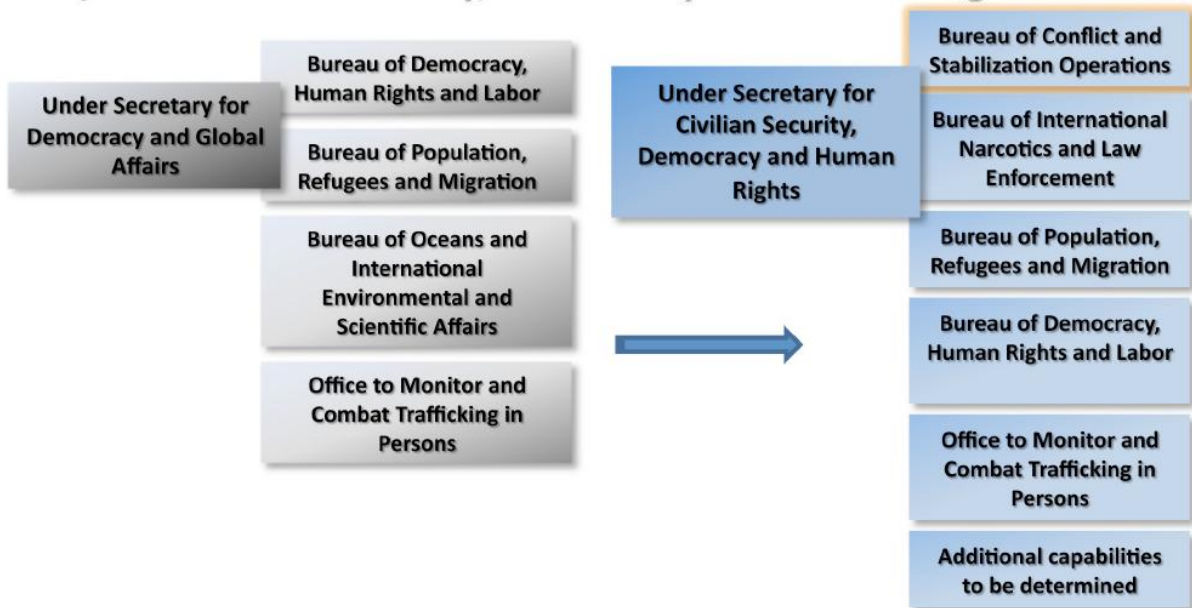 Under Secretary for
Democracy and Global
Affairs
Bureau of Democracy,
Human Rights and Labor
Bureau of Population,
Refugees and Migration
Bureau of Oceans and
International
Environmental and
Scientific Affairs
Office to Monitor and
Combat Trafficking in
Persons
Under Secretary for
Civilian Security,
Democracy and Human
Rights
Bureau of Conflict and
Stabilization Operations
Bureau of International
Narcotics and Law
Enforcement
Bureau of Population,
Refugees and Migration
Bureau of Democracy,
Human Rights and Labor
Office to Monitor and
Combat Trafficking in
Persons
Additional capabilities
to be determined